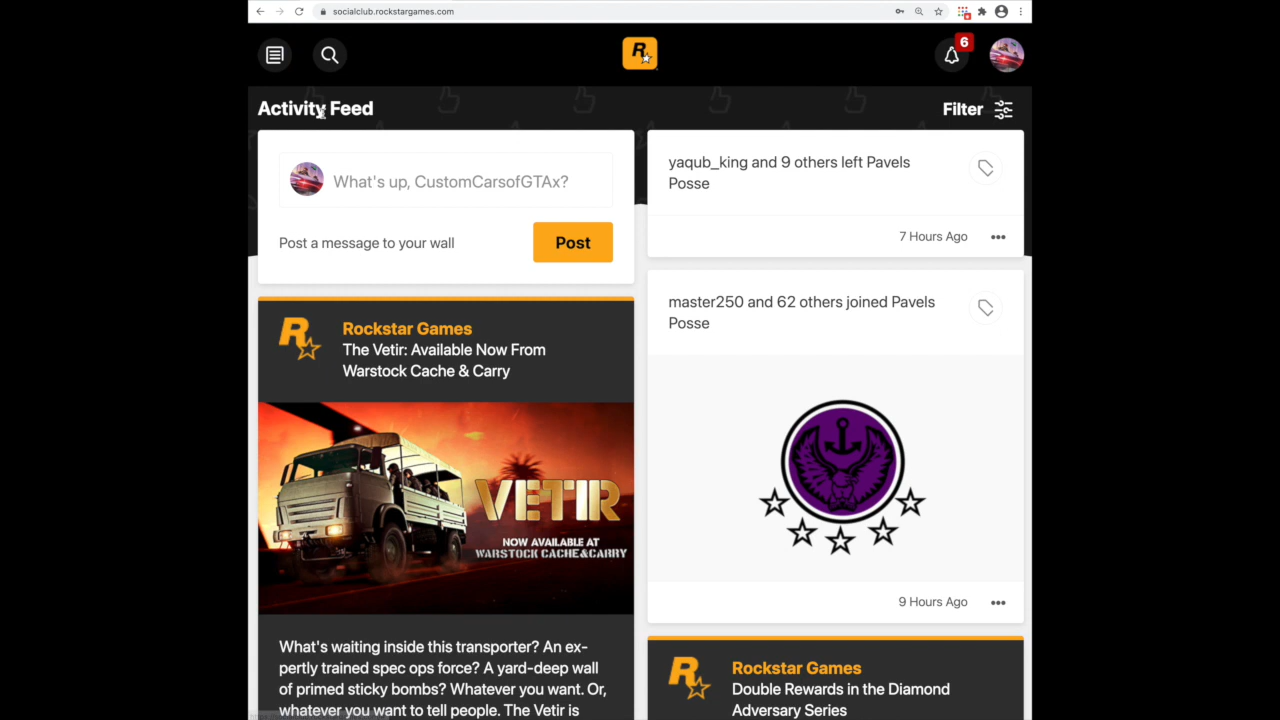 socialclub.rockstargames.com
6
Activity Feed
Filter
What's up, CustomCarsofGTAx?
Post a message to your wall
Post
Rockstar Games
The Vetir: Available Now From
Warstock Cache & Carry
VETIR
NOW AVAILABLE AT
WARSTOCK CACHE&CARRY
What's waiting inside this transporter? An ex-
pertly trained spec ops force? A yard-deep wall
of primed sticky bombs? Whatever you want. Or,
whatever you want to tell people. The Vetir is
yaqub_king and 9 others left Pavels
Posse
7 Hours Ago
master250 and 62 others joined Pavels
Posse
9 Hours Ago
Rockstar Games
Double Rewards in the Diamond
Adversary Series